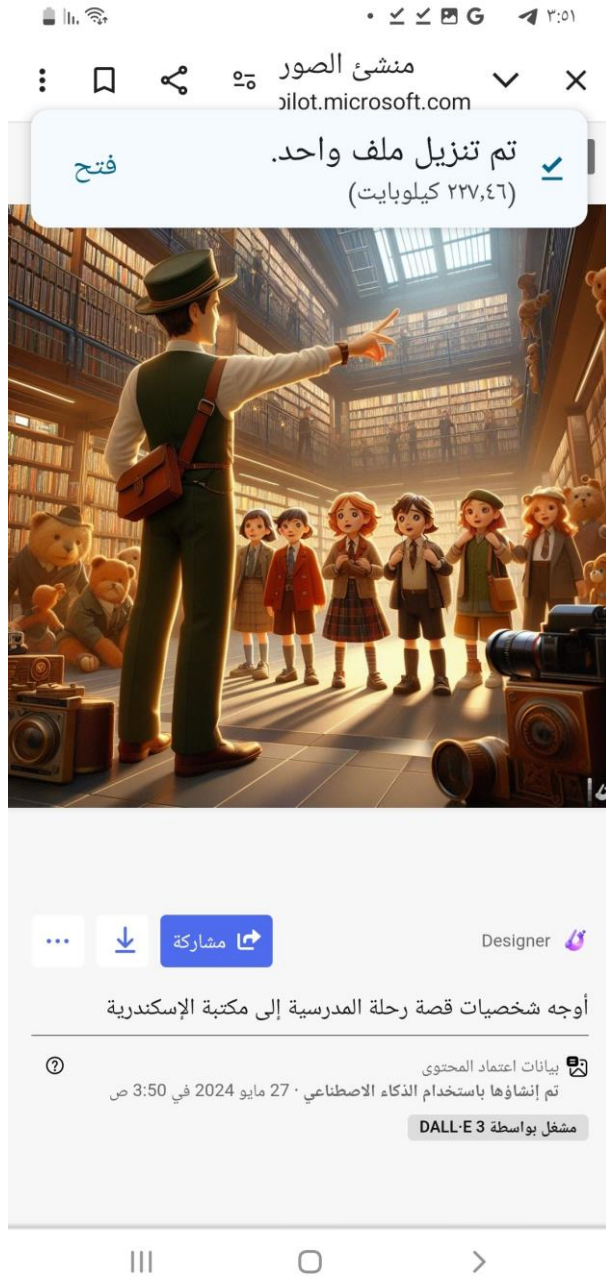 ٣:٥١
منشئ الصور
pilot.microsoft.com
تم تنزيل ملف واحد.
(٢٢٧,٤٦ كيلوبايت)
فتح
Designer
مشاركة
أوجه شخصيات قصة رحلة المدرسية إلى مكتبة الإسكندرية
بيانات اعتماد المحتوى
تم إنشاؤها باستخدام الذكاء الاصطناعي · 27 مايو 2024 في 3:50 ص
مشغل بواسطة DALL·E 3